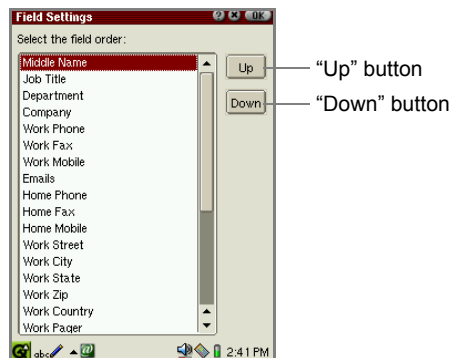 Field Settings ? X OK
Select the field order:
Middle Name
Job Title
Department
Company
Work Phone
Work Fax
Work Mobile
Emails
Home Phone
Home Fax
Home Mobile
Work Street
Work City
Work State
Work Zip
Work Country
Work Pager
Up
Down
“Up” button
“Down” button
abc @ 2:41 PM